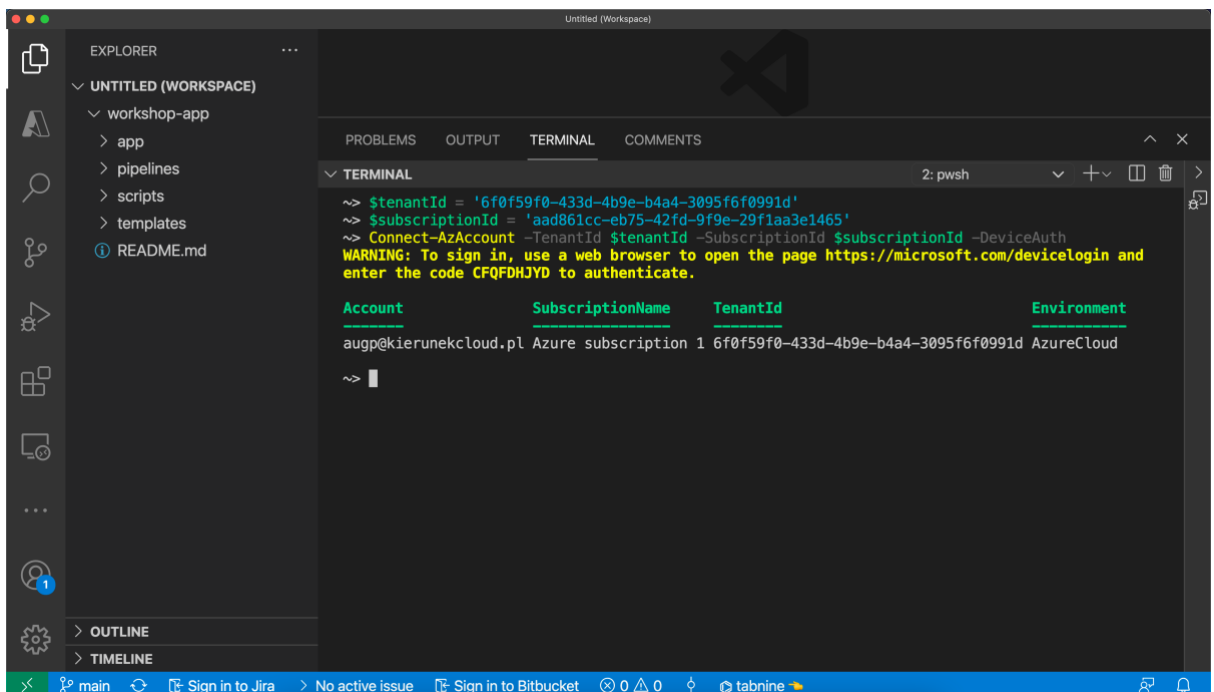 Untitled (Workspace)
EXPLORER
UNTITLED (WORKSPACE)
workshop-app
app
pipelines
scripts
templates
README.md
OUTLINE
TIMELINE
1
PROBLEMS OUTPUT TERMINAL COMMENTS
TERMINAL 2: pwsh
~> $tenantId = '6f0f59f0-433d-4b9e-b4a4-3095f6f0991d'
~> $subscriptionId = 'aad861cc-eb75-42fd-9f9e-29f1aa3e1465'
~> Connect-AzAccount -TenantId $tenantId -SubscriptionId $subscriptionId -DeviceAuth
WARNING: To sign in, use a web browser to open the page https://microsoft.com/devicelogin and
enter the code CFQFDHJYD to authenticate.
Account SubscriptionName TenantId Environment
------- ---------------- -------- -----------
augp@kierunekcloud.pl Azure subscription 1 6f0f59f0-433d-4b9e-b4a4-3095f6f0991d AzureCloud
~>
main Sign in to Jira No active issue Sign in to Bitbucket 0 0 tabnine